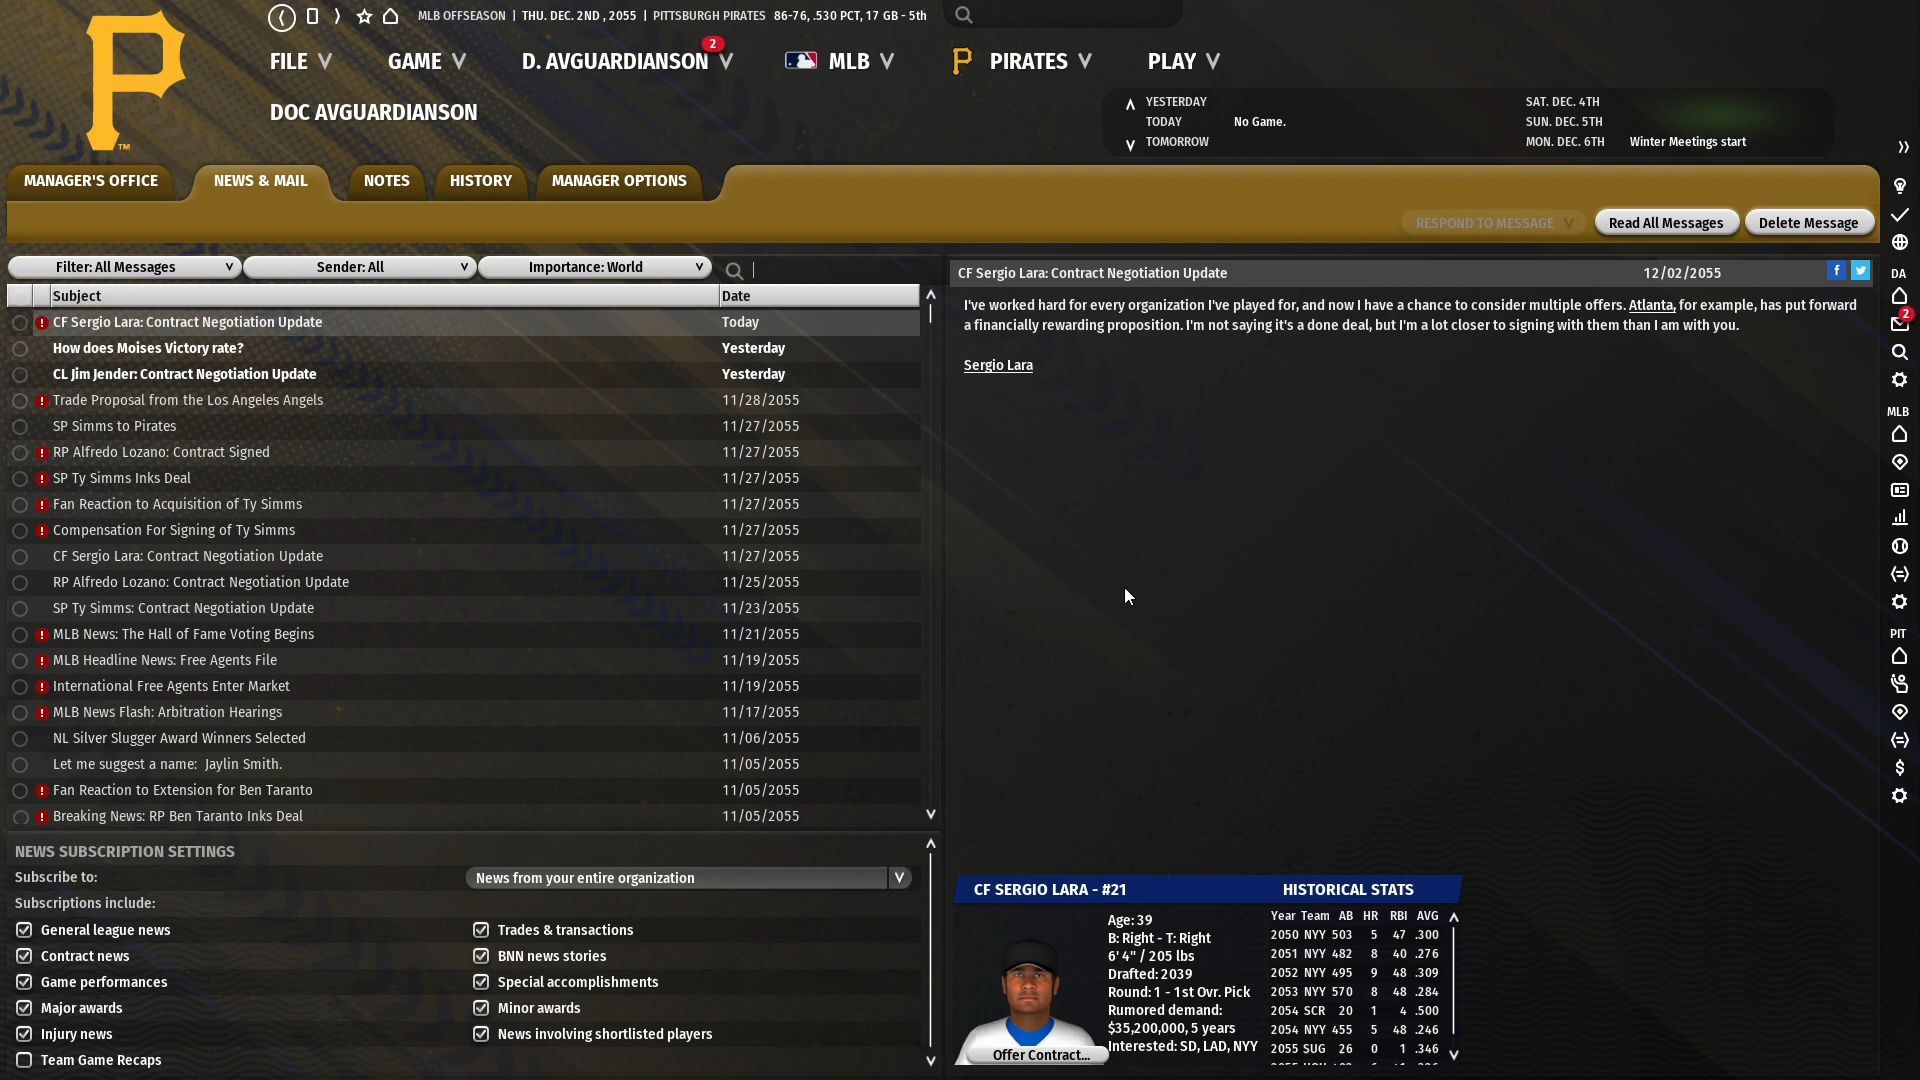 MLB OFFSEASON | THU. DEC. 2ND , 2055 | PITTSBURGH PIRATES 86-76, .530 PCT, 17 GB - 5th
FILE
GAME
D. AVGUARDIANSON
2
MLB
PIRATES
PLAY
DOC AVGUARDIANSON
YESTERDAY
TODAY No Game.
TOMORROW
SAT. DEC. 4TH
SUN. DEC. 5TH
MON. DEC. 6TH Winter Meetings start
TM
MANAGER'S OFFICE
NEWS & MAIL
NOTES
HISTORY
MANAGER OPTIONS
RESPOND TO MESSAGE
Read All Messages
Delete Message
Filter: All Messages
Sender: All
Importance: World
Subject Date
CF Sergio Lara: Contract Negotiation Update Today
How does Moises Victory rate? Yesterday
CL Jim Jender: Contract Negotiation Update Yesterday
Trade Proposal from the Los Angeles Angels 11/28/2055
SP Simms to Pirates 11/27/2055
RP Alfredo Lozano: Contract Signed 11/27/2055
SP Ty Simms Inks Deal 11/27/2055
Fan Reaction to Acquisition of Ty Simms 11/27/2055
Compensation For Signing of Ty Simms 11/27/2055
CF Sergio Lara: Contract Negotiation Update 11/27/2055
RP Alfredo Lozano: Contract Negotiation Update 11/25/2055
SP Ty Simms: Contract Negotiation Update 11/23/2055
MLB News: The Hall of Fame Voting Begins 11/21/2055
MLB Headline News: Free Agents File 11/19/2055
International Free Agents Enter Market 11/19/2055
MLB News Flash: Arbitration Hearings 11/17/2055
NL Silver Slugger Award Winners Selected 11/06/2055
Let me suggest a name: Jaylin Smith. 11/05/2055
Fan Reaction to Extension for Ben Taranto 11/05/2055
Breaking News: RP Ben Taranto Inks Deal 11/05/2055
NEWS SUBSCRIPTION SETTINGS
Subscribe to: News from your entire organization
Subscriptions include:
General league news Trades & transactions
Contract news BNN news stories
Game performances Special accomplishments
Major awards Minor awards
Injury news News involving shortlisted players
Team Game Recaps
CF Sergio Lara: Contract Negotiation Update 12/02/2055
I've worked hard for every organization I've played for, and now I have a chance to consider multiple offers. Atlanta, for example, has put forward
a financially rewarding proposition. I'm not saying it's a done deal, but I'm a lot closer to signing with them than I am with you.
Sergio Lara
CF SERGIO LARA - #21
Age: 39
B: Right - T: Right
6' 4" / 205 lbs
Drafted: 2039
Round: 1 - 1st Ovr. Pick
Rumored demand:
$35,200,000, 5 years
Interested: SD, LAD, NYY
Offer Contract...
HISTORICAL STATS
Year Team AB HR RBI AVG
2050 NYY 503 5 47 .300
2051 NYY 482 8 40 .276
2052 NYY 495 9 48 .309
2053 NYY 570 8 48 .284
2054 SCR 20 1 4 .500
2054 NYY 455 5 48 .246
2055 SUG 26 0 1 .346
DA
2
MLB
PIT
$